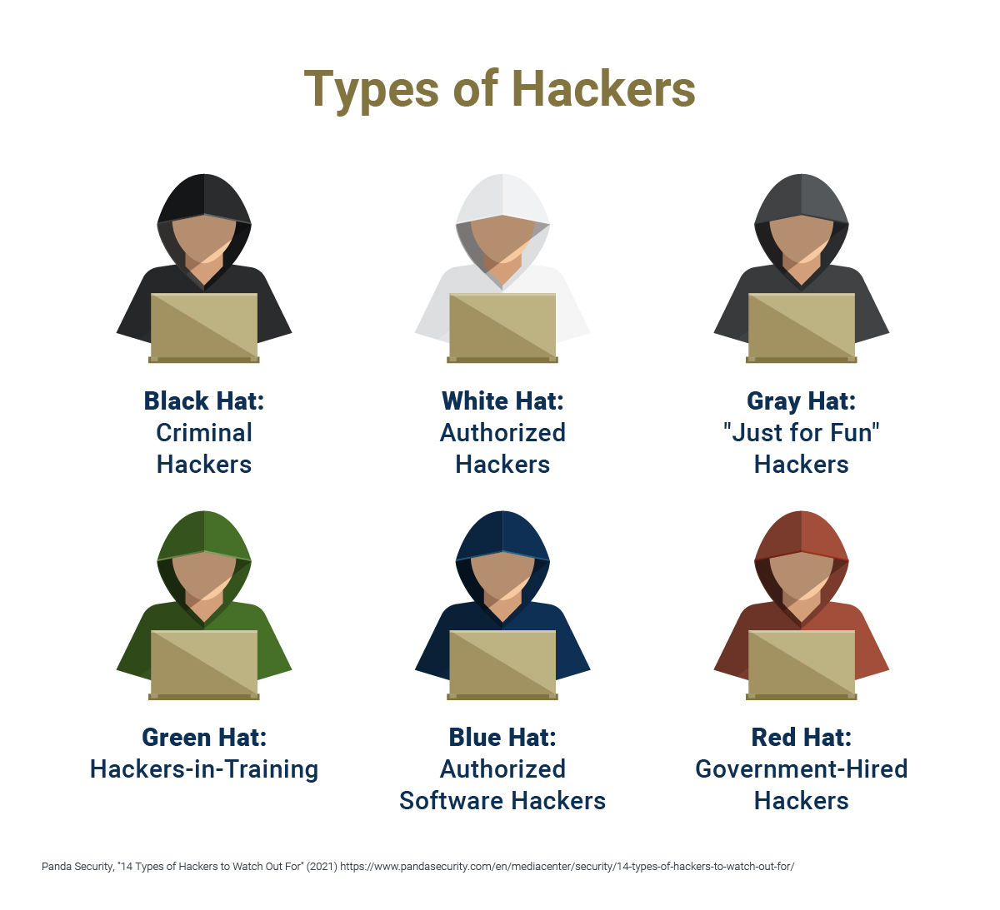 Types of Hackers
Black Hat:
Criminal
Hackers
White Hat:
Authorized
Hackers
Gray Hat:
"Just for Fun"
Hackers
Green Hat:
Hackers-in-Training
Blue Hat:
Authorized
Software Hackers
Red Hat:
Government-Hired
Hackers
Panda Security, "14 Types of Hackers to Watch Out For" (2021) https://www.pandasecurity.com/en/mediacenter/security/14-types-of-hackers-to-watch-out-for/